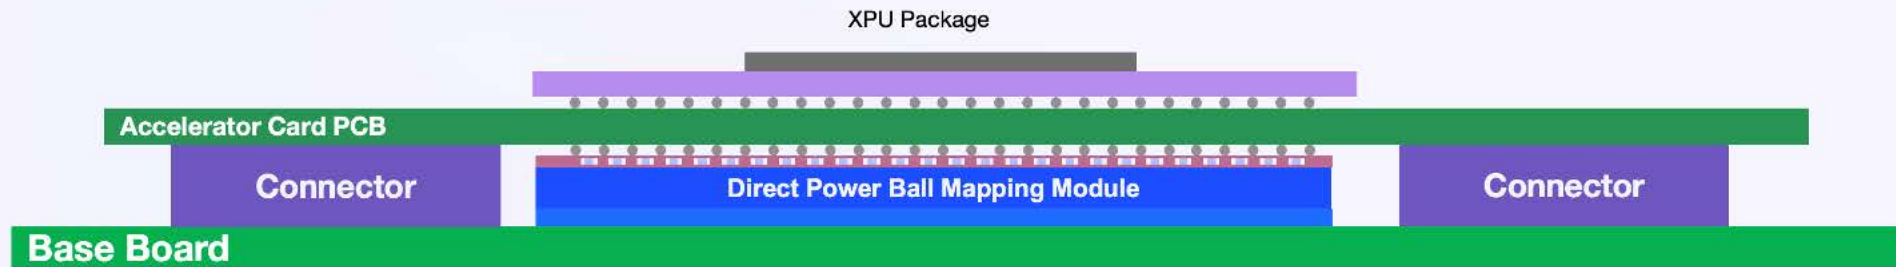 XPU Package
Accelerator Card PCB
Connector
Direct Power Ball Mapping Module
Connector
Base Board